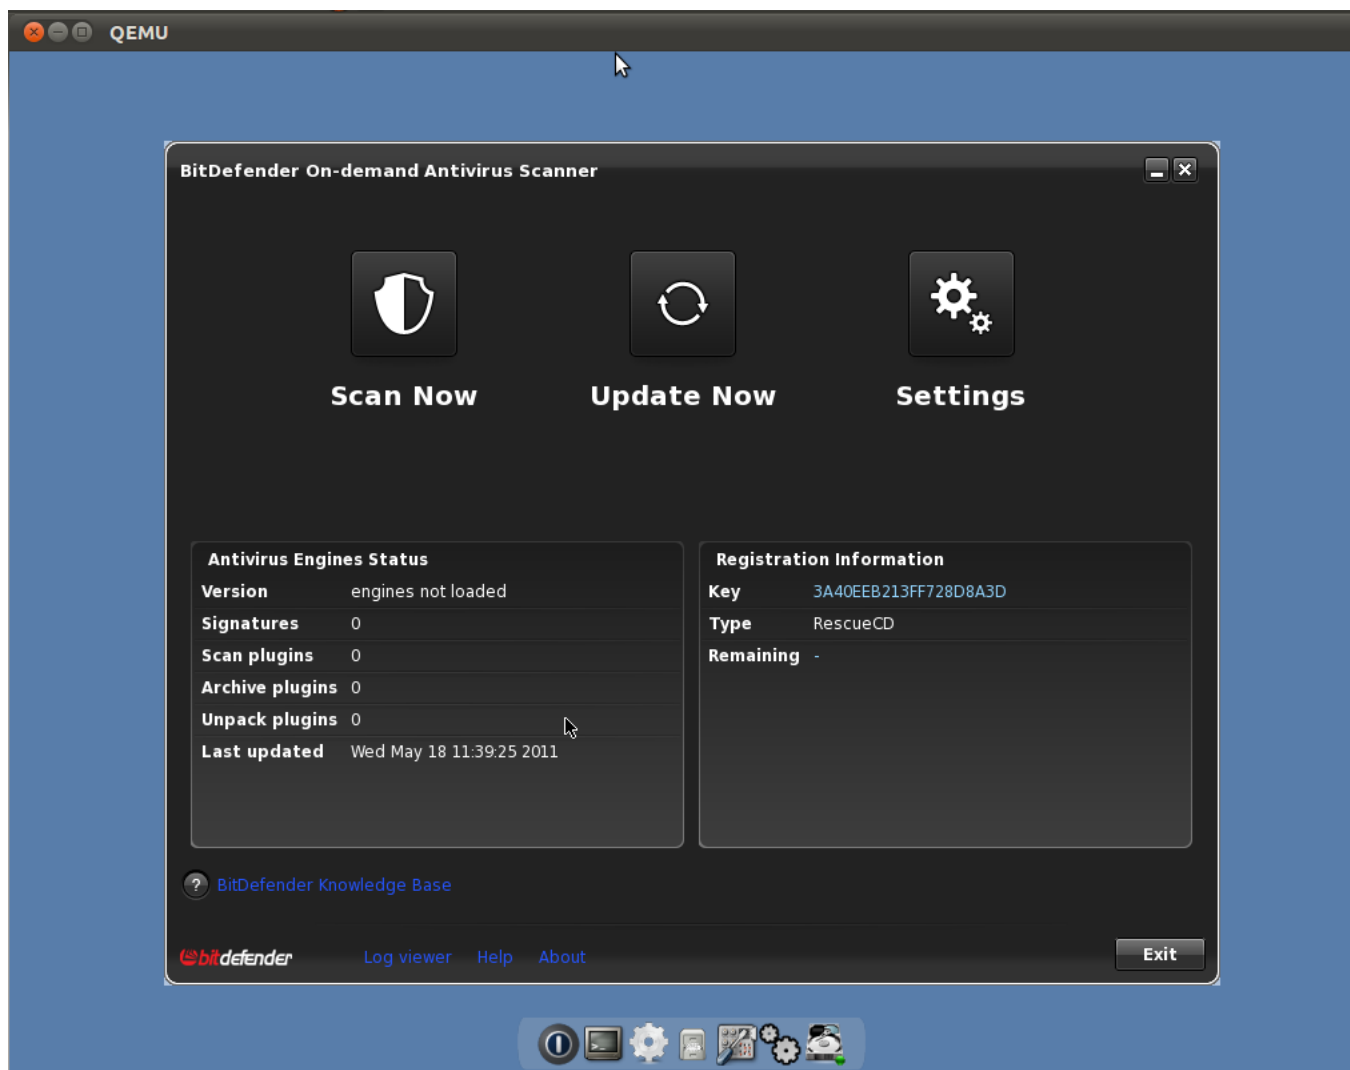 QEMU
BitDefender On-demand Antivirus Scanner
Scan Now
Update Now
Settings
Antivirus Engines Status
Version engines not loaded
Signatures 0
Scan plugins 0
Archive plugins 0
Unpack plugins 0
Last updated Wed May 18 11:39:25 2011
Registration Information
Key 3A40EEB213FF728D8A3D
Type RescueCD
Remaining -
? BitDefender Knowledge Base
bitdefender
Log viewer Help About
Exit